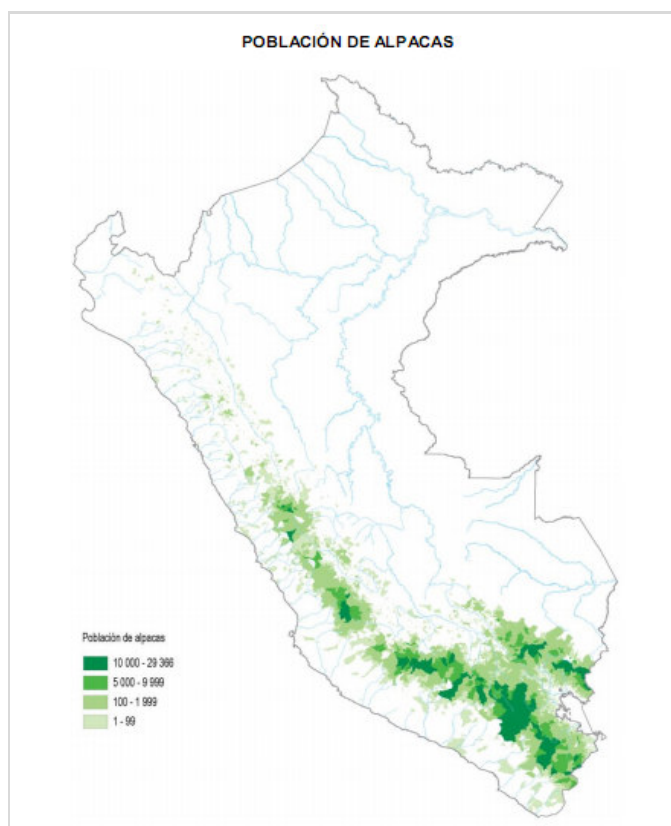 POBLACIÓN DE ALPACAS
Población de alpacas
10 000 - 29 366
5 000 - 9 999
100 - 1 999
1 - 99